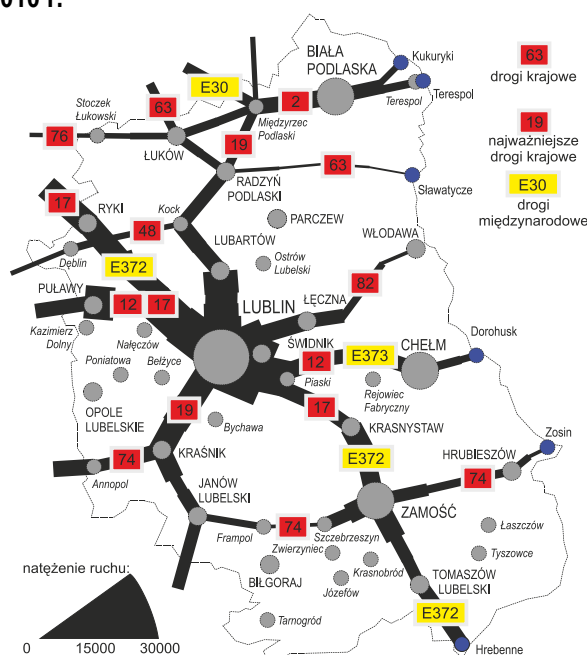 BIAŁA
PODLASKA
Kukuryki
63
drogi krajowe
E30
2
Terespol
Terespol
Stoczek
Łukowski
63
Międzyrzec
Podlaski
19
najważniejsze
drogi krajowe
76
ŁUKÓW
19
63
E30
drogi
międzynarodowe
RADZYŃ
PODLASKI
Sławatycze
17
RYKI
Kock
PARCZEW
48
LUBARTÓW
WŁODAWA
Dęblin
E372
Ostrów
Lubelski
PUŁAWY
12
17
LUBLIN
ŁĘCZNA
82
Kazimierz
Dolny
Nałęczów
ŚWIDNIK
Dorohusk
12
E373
CHEŁM
Poniatowa
Bełżyce
Piaski
Rejowiec
Fabryczny
OPOLE
LUBELSKIE
19
Bychawa
17
KRASNYSTAW
Zosin
74
KRAŚNIK
E372
HRUBIESZÓW
Annopol
74
JANÓW
LUBELSKI
ZAMOŚĆ
Frampol
74
Szczebrzeszyn
Łaszczów
Zwierzyniec
Tyszowce
natężenie ruchu:
BIŁGORAJ
Krasnobród
Józefów
TOMASZÓW
LUBELSKI
Tarnogród
E372
0
15000
30000
Hrebenne